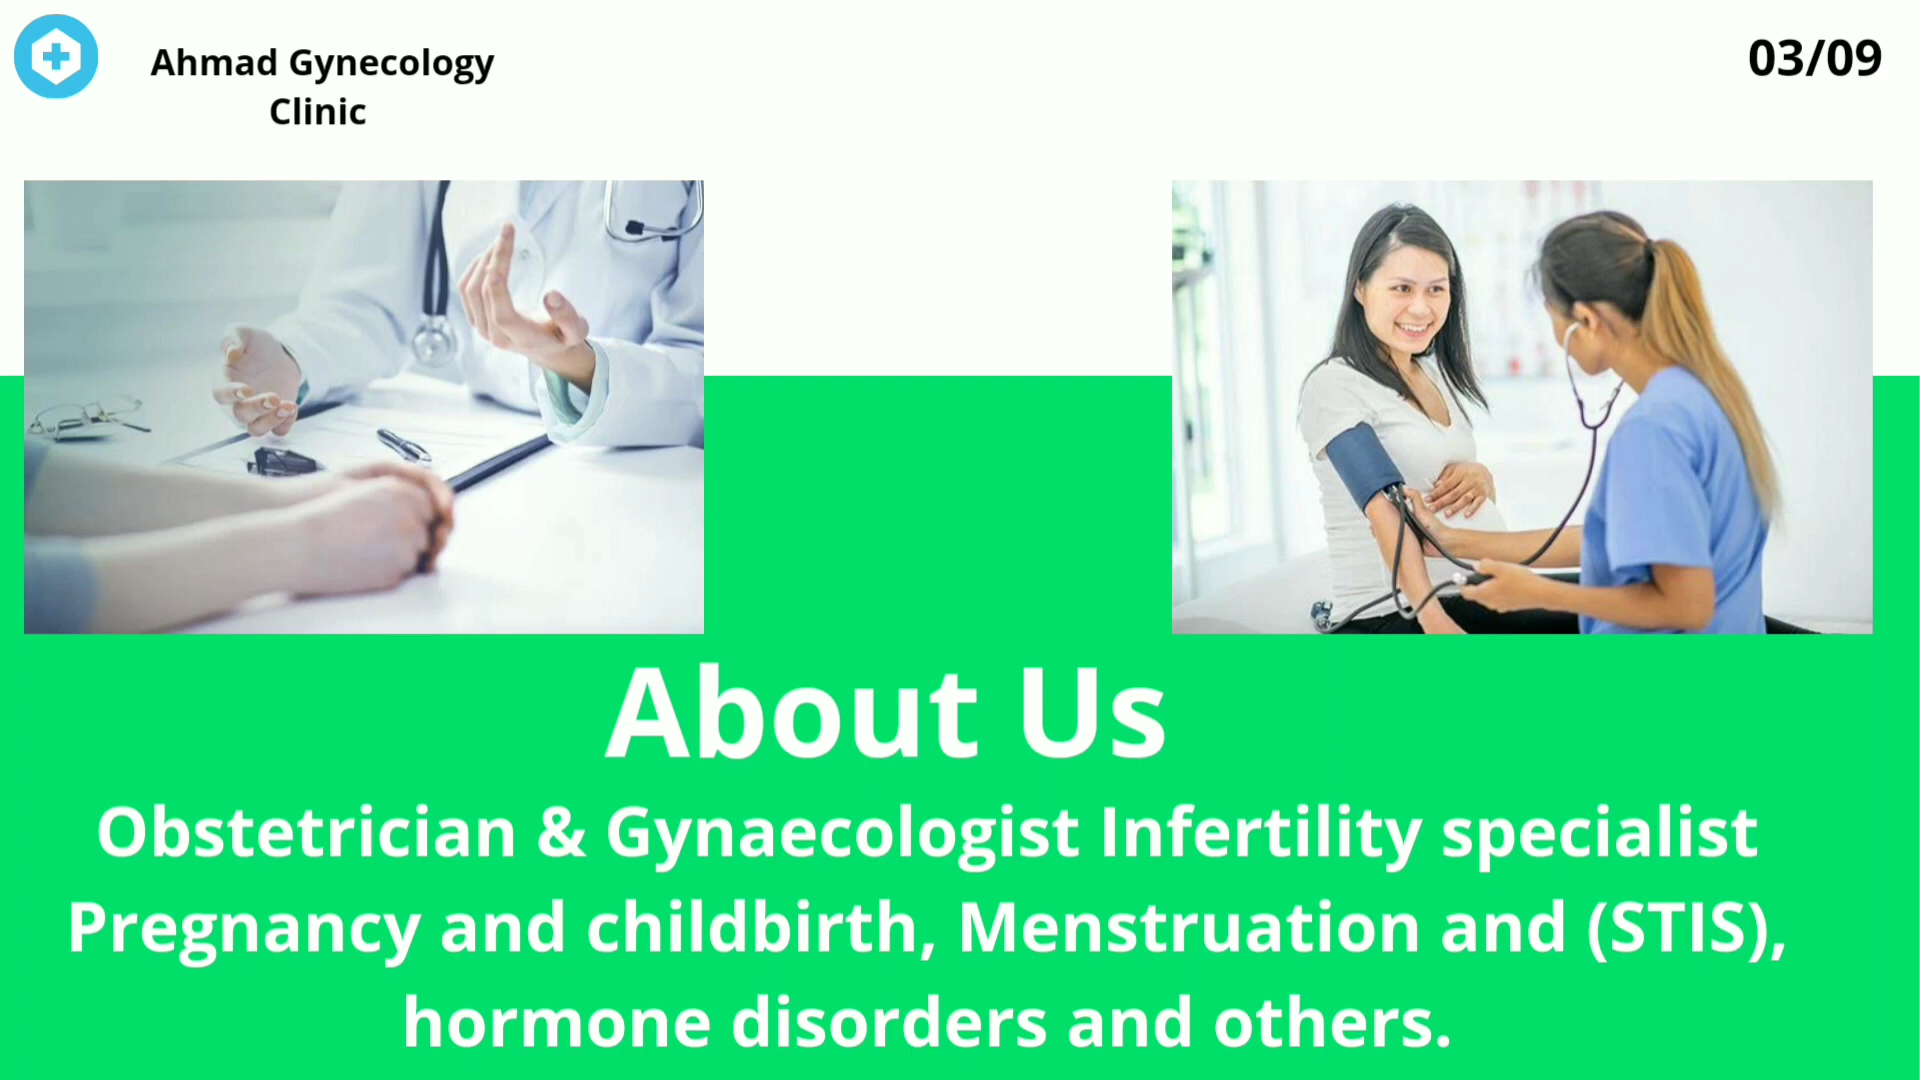 Ahmad Gynecology
Clinic
03/09
About Us
Obstetrician & Gynaecologist Infertility specialist
Pregnancy and childbirth, Menstruation and (STIS),
hormone disorders and others.